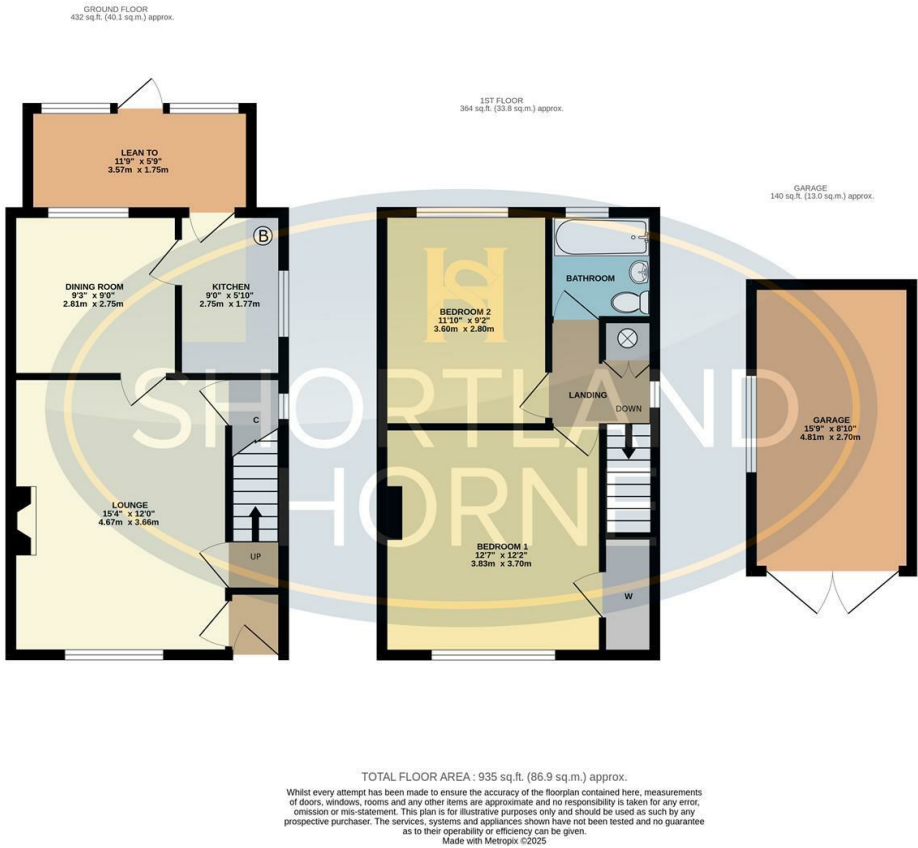 GROUND FLOOR
432 sq.ft. (40.1 sq.m.) approx.
1ST FLOOR
364 sq.ft. (33.8 sq.m.) approx.
GARAGE
140 sq.ft. (13.0 sq.m.) approx.
LEAN TO
11'9" x 5'9"
3.57m x 1.75m
B
DINING ROOM
9'3" x 9'0"
2.81m x 2.75m
KITCHEN
9'0" x 5'10"
2.75m x 1.77m
C
LOUNGE
15'4" x 12'0"
4.67m x 3.66m
UP
BATHROOM
BEDROOM 2
11'10" x 9'2"
3.60m x 2.80m
LANDING
DOWN
BEDROOM 1
12'7" x 12'2"
3.83m x 3.70m
W
GARAGE
15'9" x 8'10"
4.81m x 2.70m
SH
SHORTLAND
HORNE
TOTAL FLOOR AREA : 935 sq.ft. (86.9 sq.m.) approx.
Whilst every attempt has been made to ensure the accuracy of the floorplan contained here, measurements
of doors, windows, rooms and any other items are approximate and no responsibility is taken for any error,
omission or mis-statement. This plan is for illustrative purposes only and should be used as such by any
prospective purchaser. The services, systems and appliances shown have not been tested and no guarantee
as to their operability or efficiency can be given.
Made with Metropix ©2025